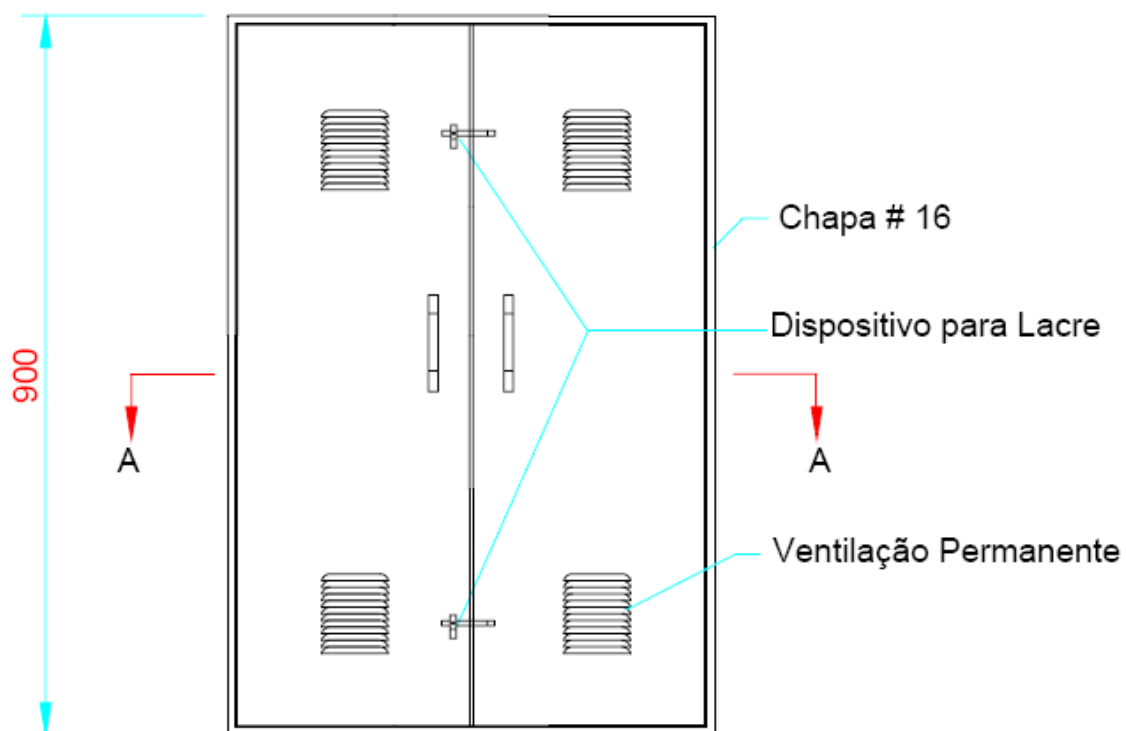 Chapa # 16
Dispositivo para Lacre
900
A
A
Ventilação Permanente